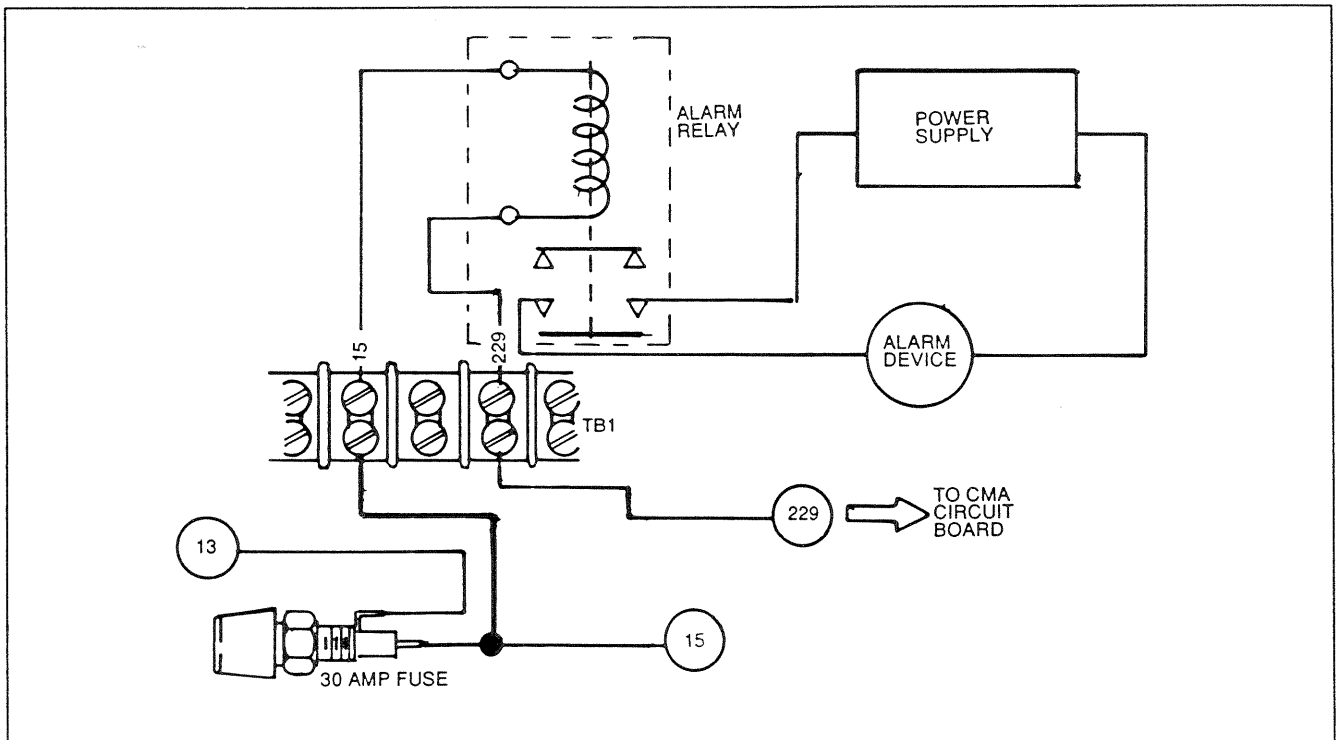 ALARM
RELAY
POWER
SUPPLY
ALARM
DEVICE
15
229
TB1
229
TO CMA
CIRCUIT
BOARD
13
15
30 AMP FUSE